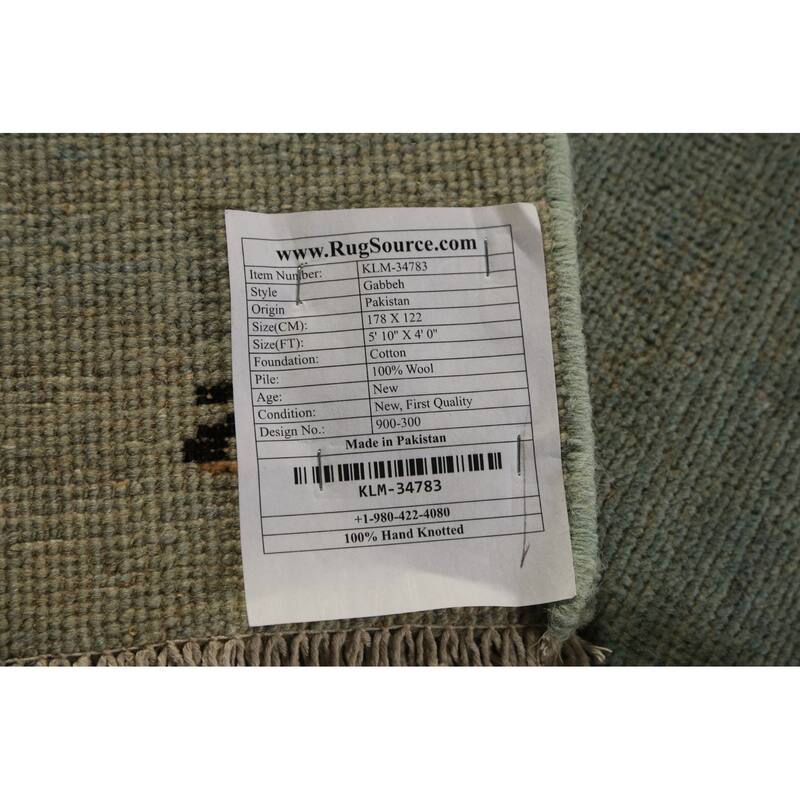 www.RugSource.com
Item Number: KLM-34783
Style Gabbeh
Origin Pakistan
Size(CM): 178 X 122
Size(FT): 5' 10" X 4' 0"
Foundation: Cotton
Pile: 100% Wool
Age: New
Condition: New, First Quality
Design No.: 900-300
Made in Pakistan
KLM-34783
+1-980-422-4080
100% Hand Knotted